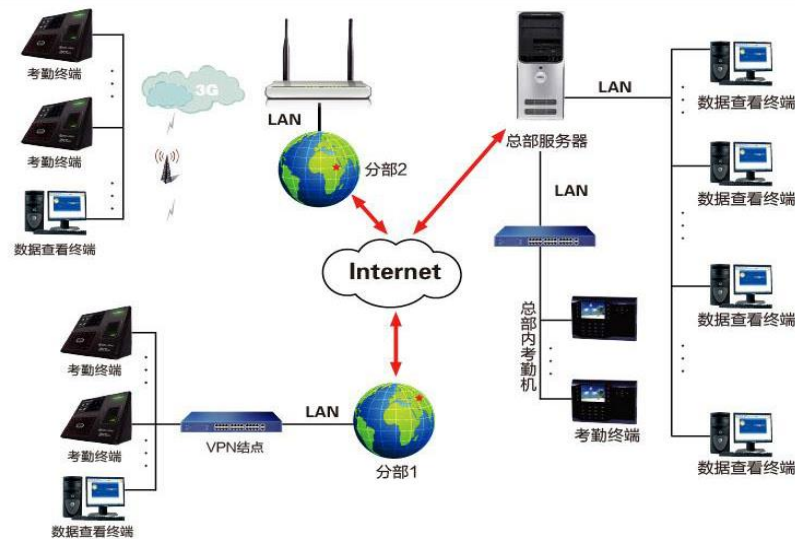 考勤终端
考勤终端
数据查看终端
3G
LAN
分部2
总部服务器
LAN
LAN
数据查看终端
数据查看终端
数据查看终端
数据查看终端
Internet
总部内考勤机
考勤终端
考勤终端
考勤终端
数据查看终端
VPN结点
LAN
分部1